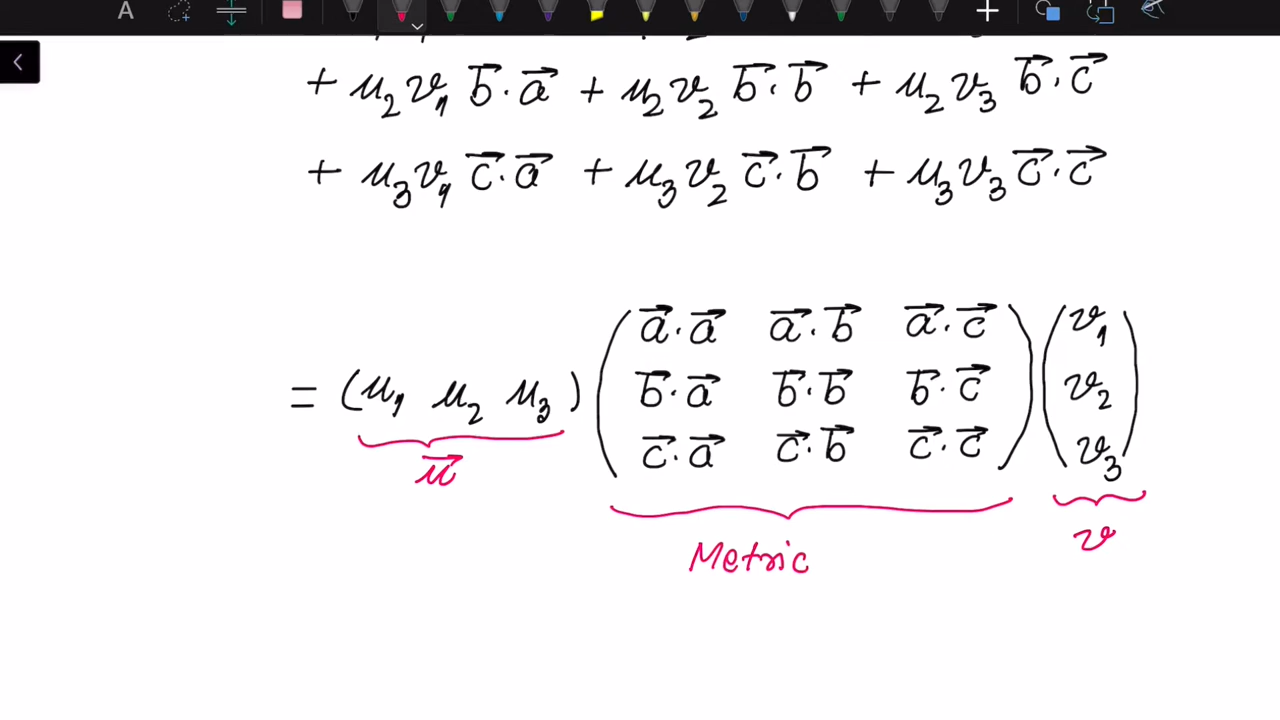 A
+ u₂v₁ b⃗·a⃗ + u₂v₂ b⃗·b⃗ + u₂v₃ b⃗·c⃗
+ u₃v₁ c⃗·a⃗ + u₃v₂ c⃗·b⃗ + u₃v₃ c⃗·c⃗
a⃗·a⃗ a⃗·b⃗ a⃗·c⃗ v₁
= (u₁ u₂ u₃) b⃗·a⃗ b⃗·b⃗ b⃗·c⃗ v₂
c⃗·a⃗ c⃗·b⃗ c⃗·c⃗ v₃
u⃗
Metric v